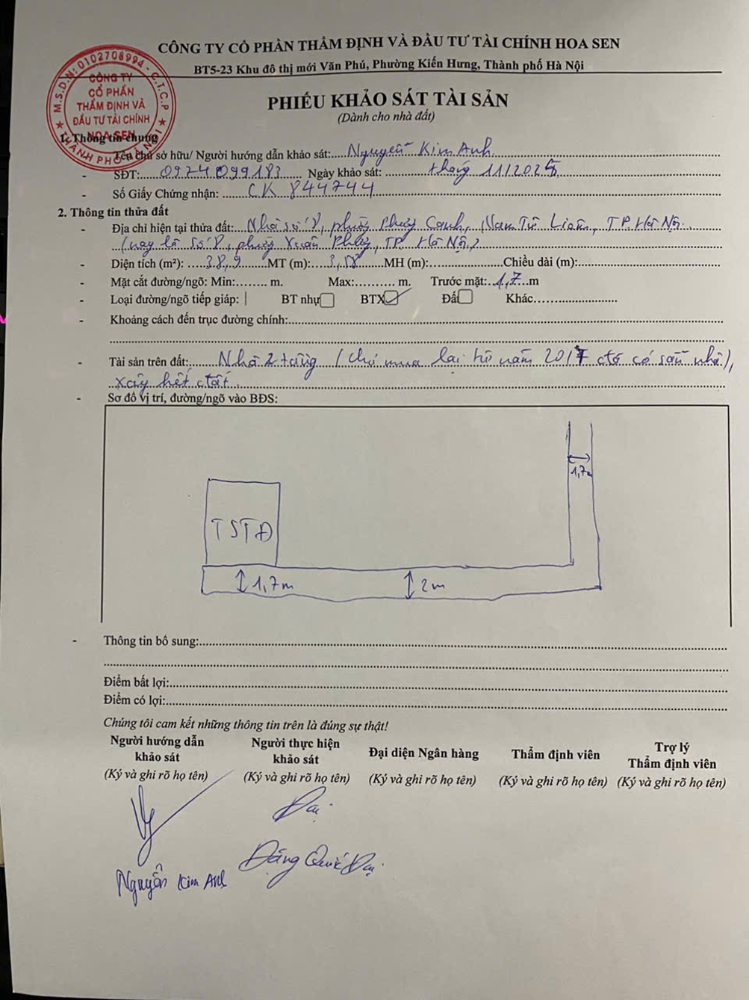 CÔNG TY CỔ PHẦN THẨM ĐỊNH VÀ ĐẦU TƯ TÀI CHÍNH HOA SEN
BT5-23 Khu đô thị mới Văn Phú, Phường Kiến Hưng, Thành phố Hà Nội
M.S.D.N: 0102708994 - C.T.C.P
CÔNG TY
CỔ PHẦN
THẨM ĐỊNH VÀ
ĐẦU TƯ TÀI CHÍNH
HOA SEN
THÀNH PHỐ HÀ NỘI
PHIẾU KHẢO SÁT TÀI SẢN
(Dành cho nhà đất)
1. Thông tin chung
Tên chủ sở hữu/ Người hướng dẫn khảo sát: Nguyễn Kim Anh
- SĐT: 0974099183 Ngày khảo sát: tháng 11/2025
- Số Giấy Chứng nhận: CK 844744
2. Thông tin thửa đất
- Địa chỉ hiện tại thửa đất: Nhà số 8, phường Phương Canh, Nam Từ Liêm, TP. Hà Nội
(nay là số 8, phường Xuân Phương, TP. Hà Nội)
- Diện tích (m²): 38,9 MT (m): 3,58 MH (m): Chiều dài (m):
- Mặt cắt đường/ngõ: Min: m. Max: m. Trước mặt: 1,7 m
- Loại đường/ngõ tiếp giáp: BT nhựa BTX Đất Khác
- Khoảng cách đến trục đường chính:
- Tài sản trên đất: Nhà 2 tầng (Chú mua lại từ năm 2017 đã có sẵn nhà),
xây hết đất.
- Sơ đồ vị trí, đường/ngõ vào BĐS:
1,7m
TSTĐ
1,7m 2m
- Thông tin bổ sung:
Điểm bất lợi:
Điểm có lợi:
Chúng tôi cam kết những thông tin trên là đúng sự thật!
Người hướng dẫn khảo sát Người thực hiện khảo sát Đại diện Ngân hàng Thẩm định viên Trợ lý Thẩm định viên
(Ký và ghi rõ họ tên) (Ký và ghi rõ họ tên) (Ký và ghi rõ họ tên) (Ký và ghi rõ họ tên) (Ký và ghi rõ họ tên)
Đại
Nguyễn Kim Anh Đặng Quốc Đại